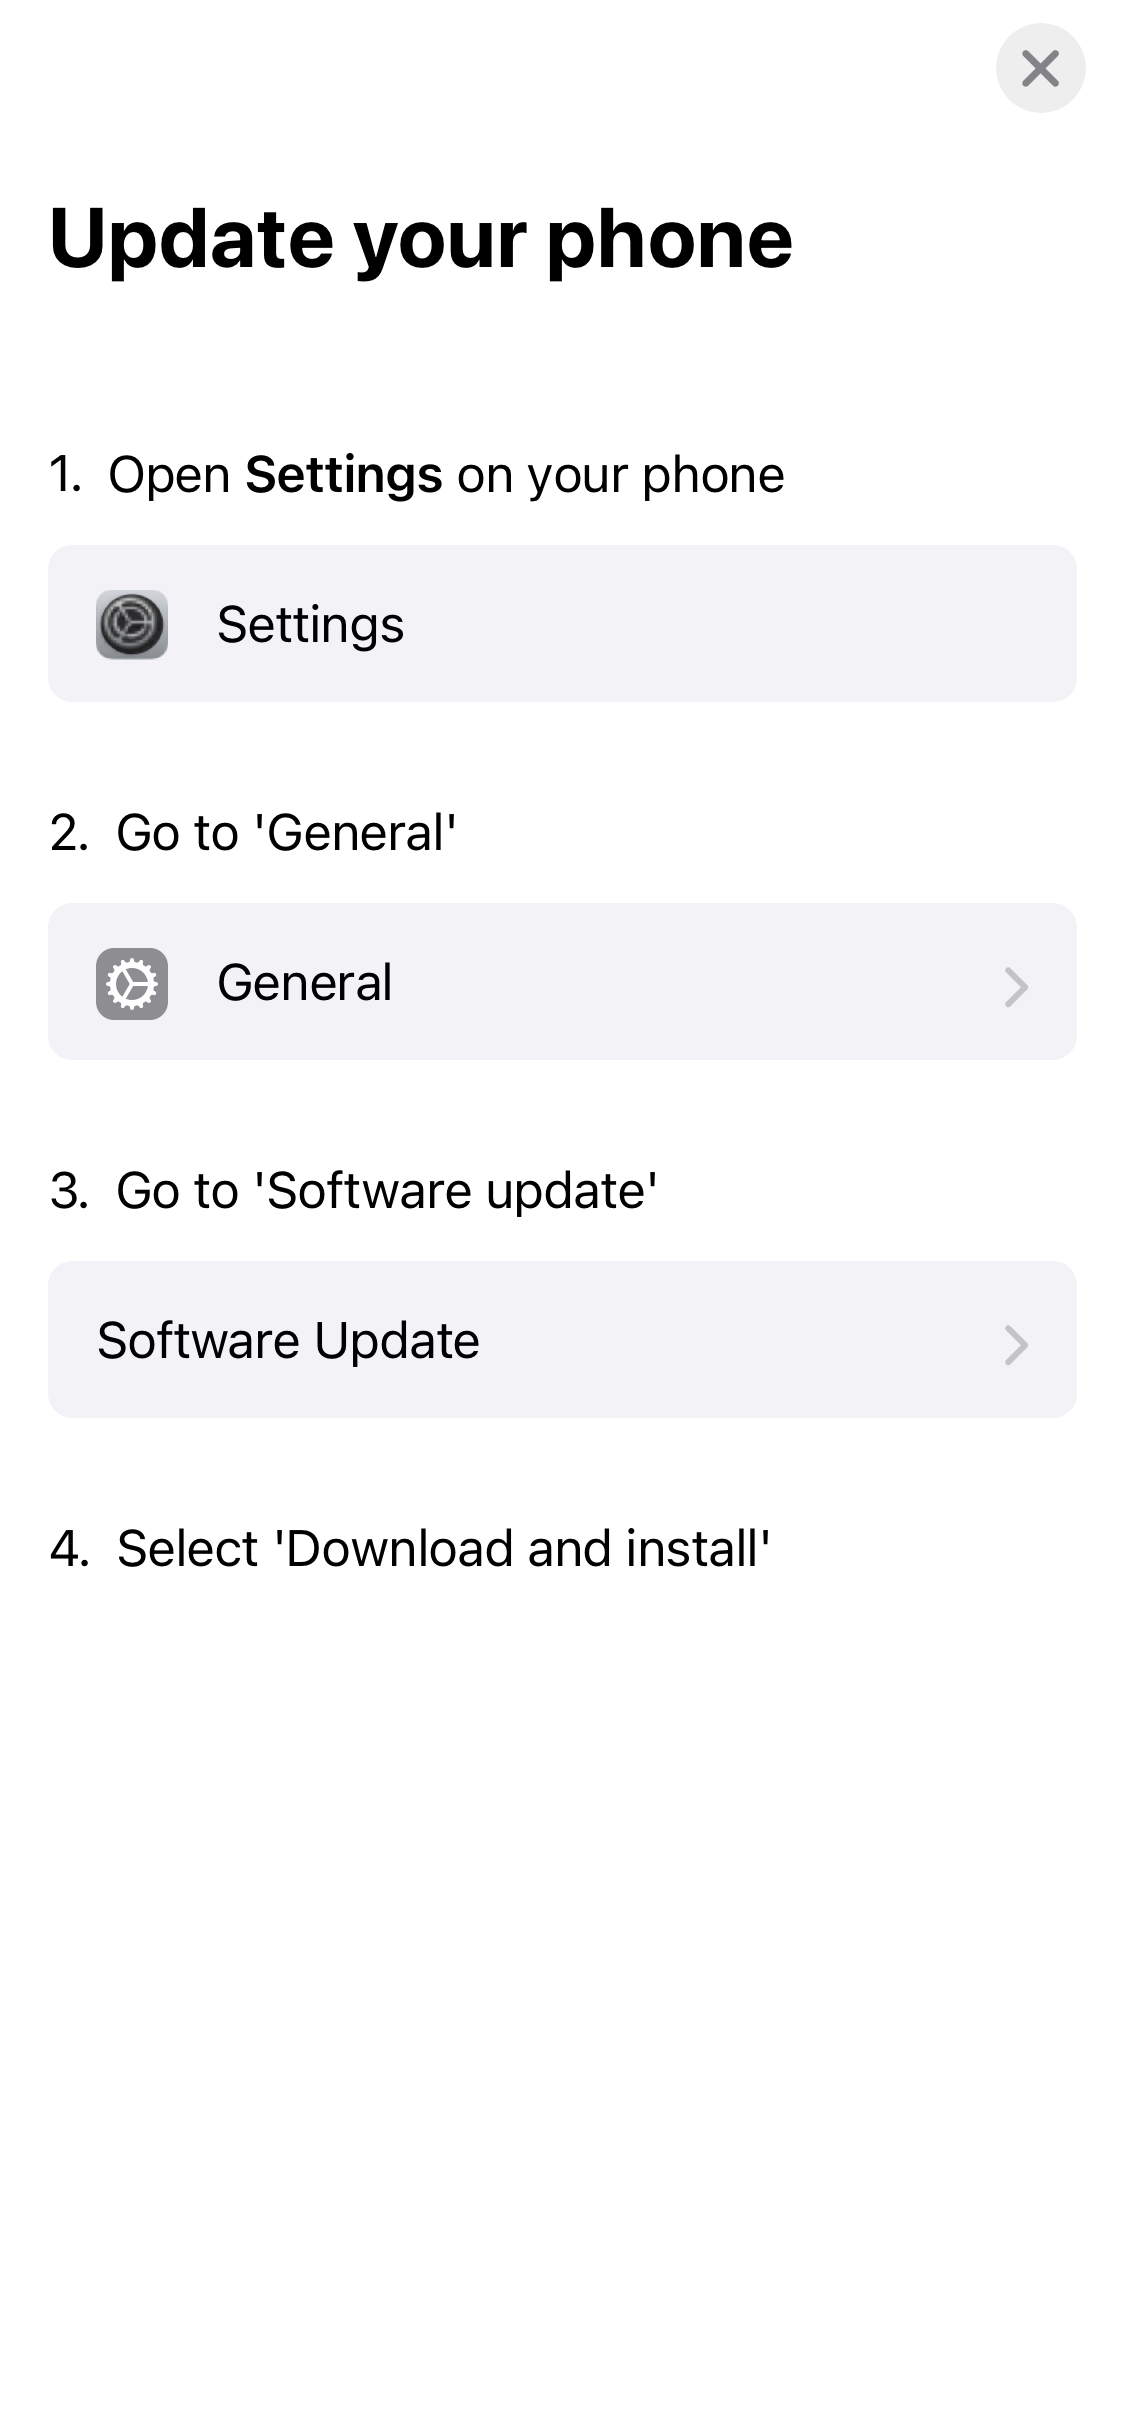 Update your phone
1. Open Settings on your phone
Settings
2. Go to 'General'
General
3. Go to 'Software update'
Software Update
4. Select 'Download and install'